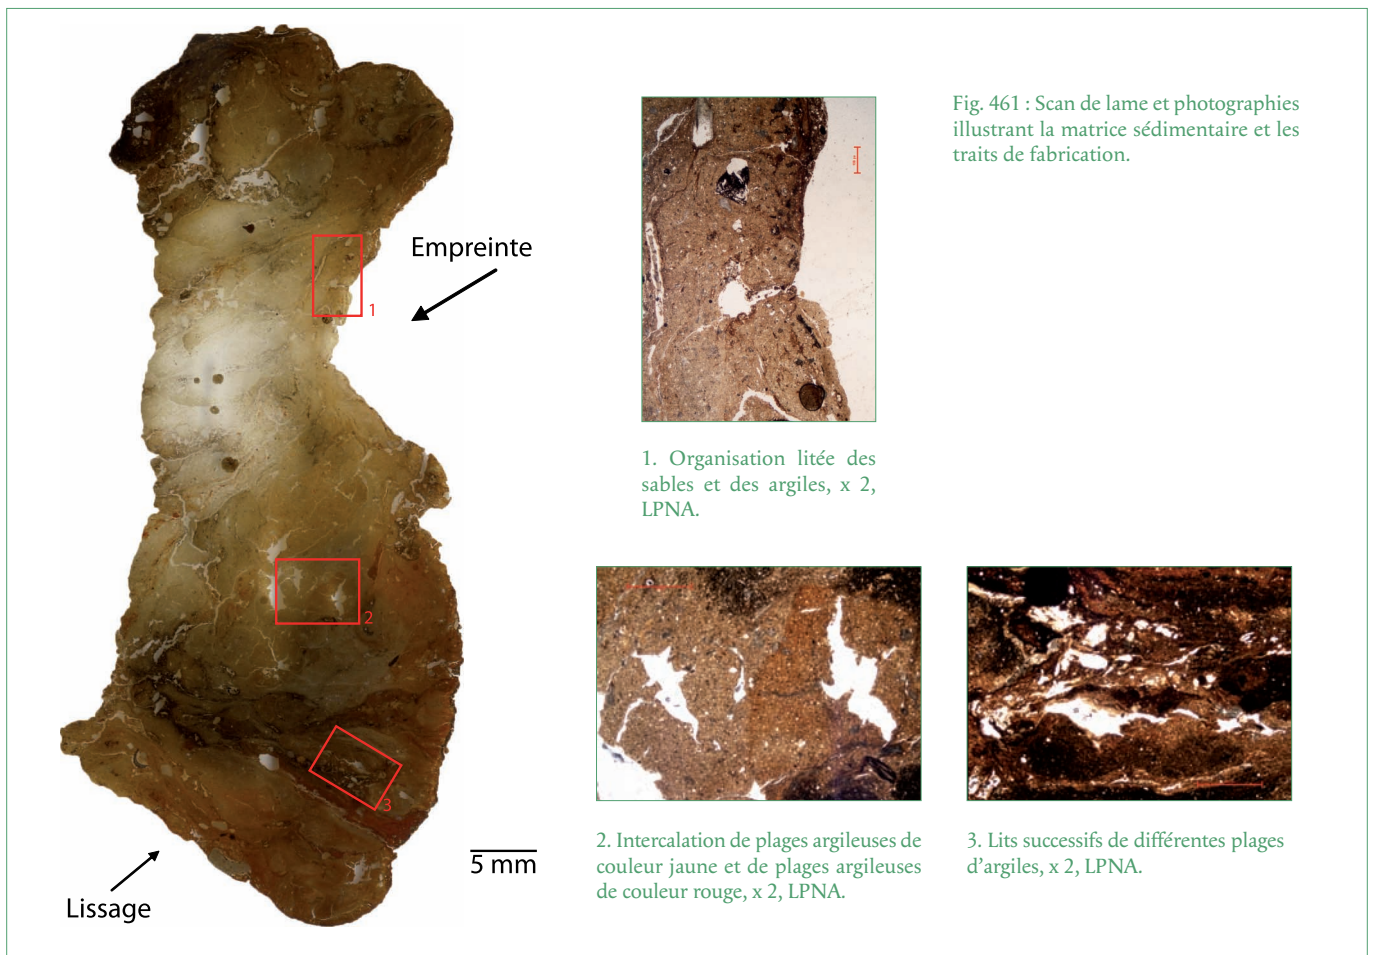 Fig. 461 : Scan de lame et photographies
illustrant la matrice sédimentaire et les
traits de fabrication.
Empreinte
1
2
3
5 mm
Lissage
1. Organisation litée des
sables et des argiles, x 2,
LPNA.
2. Intercalation de plages argileuses de
couleur jaune et de plages argileuses
de couleur rouge, x 2, LPNA.
3. Lits successifs de différentes plages
d’argiles, x 2, LPNA.